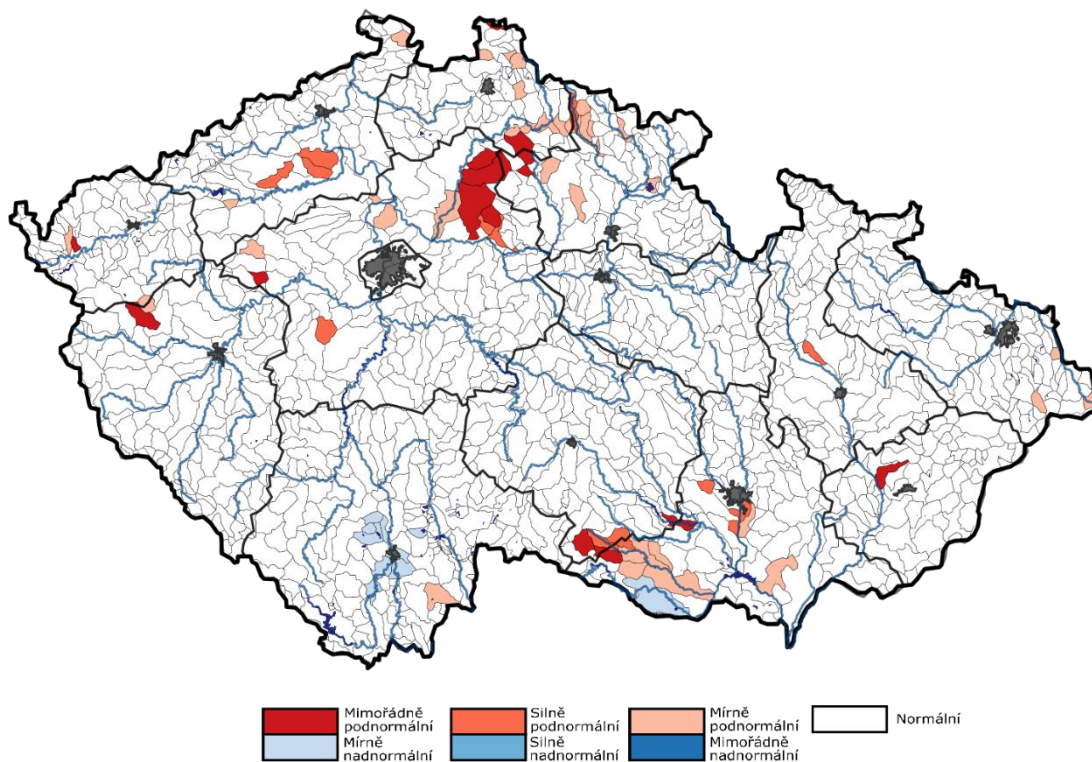 Mimořádně podnormální
Silně podnormální
Mírně podnormální
Normální
Mírně nadnormální
Silně nadnormální
Mimořádně nadnormální